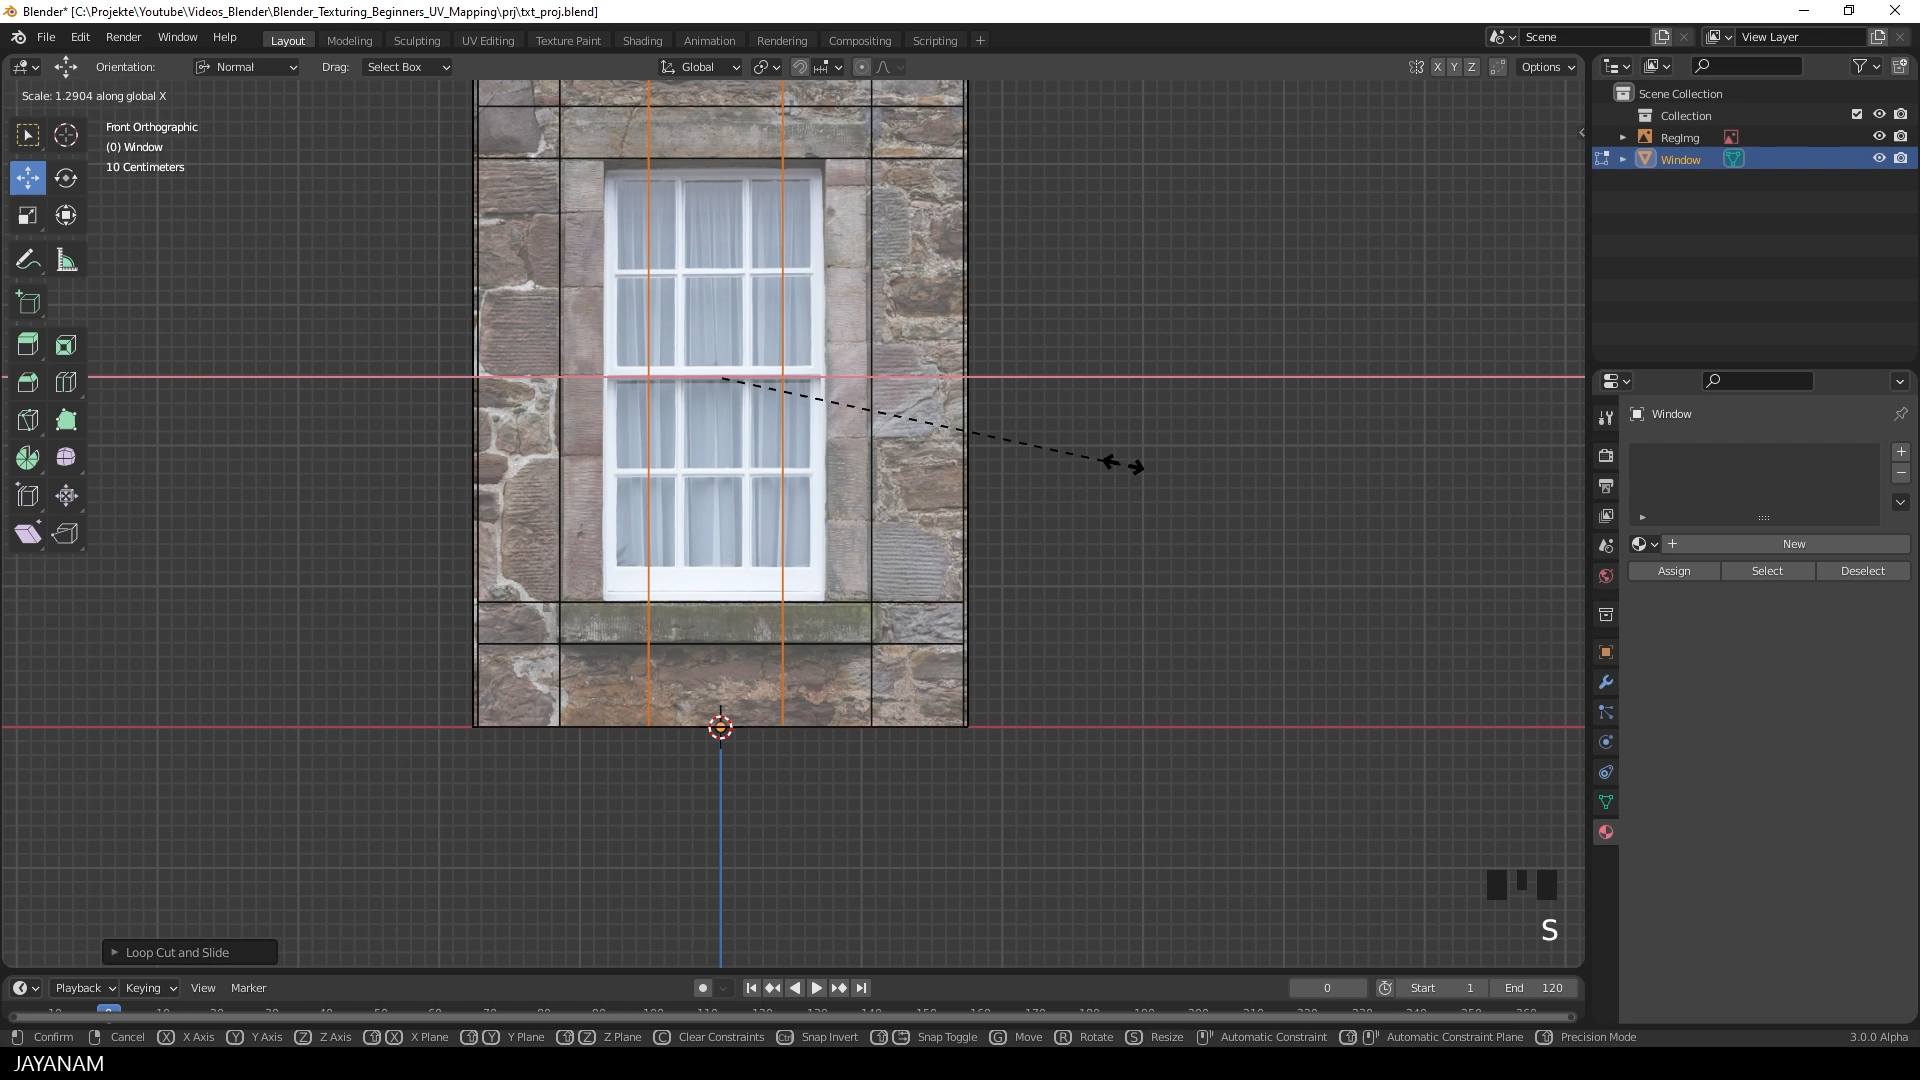 Blender* [C:\Projekte\Youtube\Videos_Blender\Blender_Texturing_Beginners_UV_Mapping\prj\txt_proj.blend]
File Edit Render Window Help Layout Modeling Sculpting UV Editing Texture Paint Shading Animation Rendering Compositing Scripting + Scene View Layer
Orientation: Normal Drag: Select Box Global X Y Z Options
Scale: 1.2904 along global X
Scene Collection
Collection
RegImg
Window
Front Orthographic
(0) Window
10 Centimeters
Window
New
Assign Select Deselect
S
Loop Cut and Slide
Playback Keying View Marker 0 Start 1 End 120
Confirm Cancel X X Axis Y Y Axis Z Z Axis X X Plane Y Y Plane Z Z Plane C Clear Constraints Ctrl Snap Invert Snap Toggle G Move R Rotate S Resize Automatic Constraint Automatic Constraint Plane Precision Mode 3.0.0 Alpha
JAYANAM